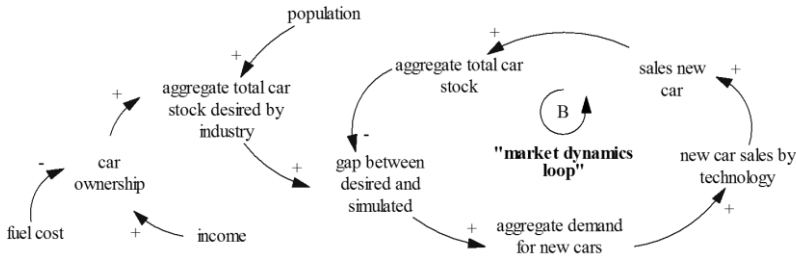 population
+
+
aggregate total car
stock desired by
industry
+
-
car
ownership
fuel cost
+
income
+
aggregate total car
stock
+
-
gap between
desired and
simulated
B
"market dynamics
loop"
sales new
car
+
new car sales by
technology
+
+
aggregate demand
for new cars